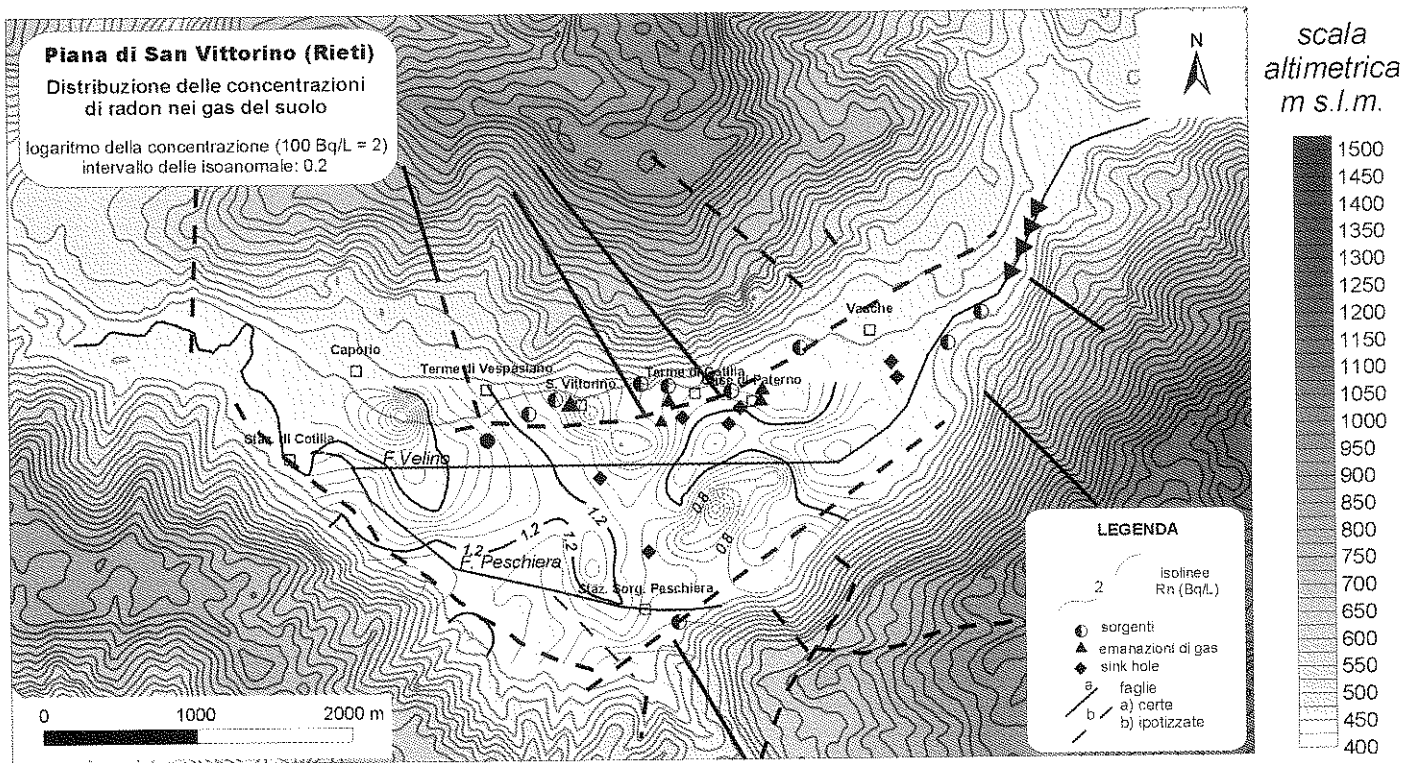 Piana di San Vittorino (Rieti)
Distribuzione delle concentrazioni
di radon nei gas del suolo
logaritmo della concentrazione (100 Bq/L = 2)
intervallo delle isoanomale: 0.2
N
scala
altimetrica
m s.l.m.
1500
1450
1400
1350
1300
1250
1200
1150
1100
1050
1000
950
900
850
800
750
700
650
600
550
500
450
400
Vasche
Caporio
Terme di Vespasiano
S. Vittorino
Terme di Cotilia
di Paterno
Staz. di Cotilia
F. Velino
1.2
1.2
1.2
0.8
0.8
F. Peschiera
Staz. Sorg. Peschiera
LEGENDA
isolinee
2 Rn (Bq/L)
sorgenti
emanazioni di gas
sink hole
a faglie
a) certe
b b) ipotizzate
0 1000 2000 m